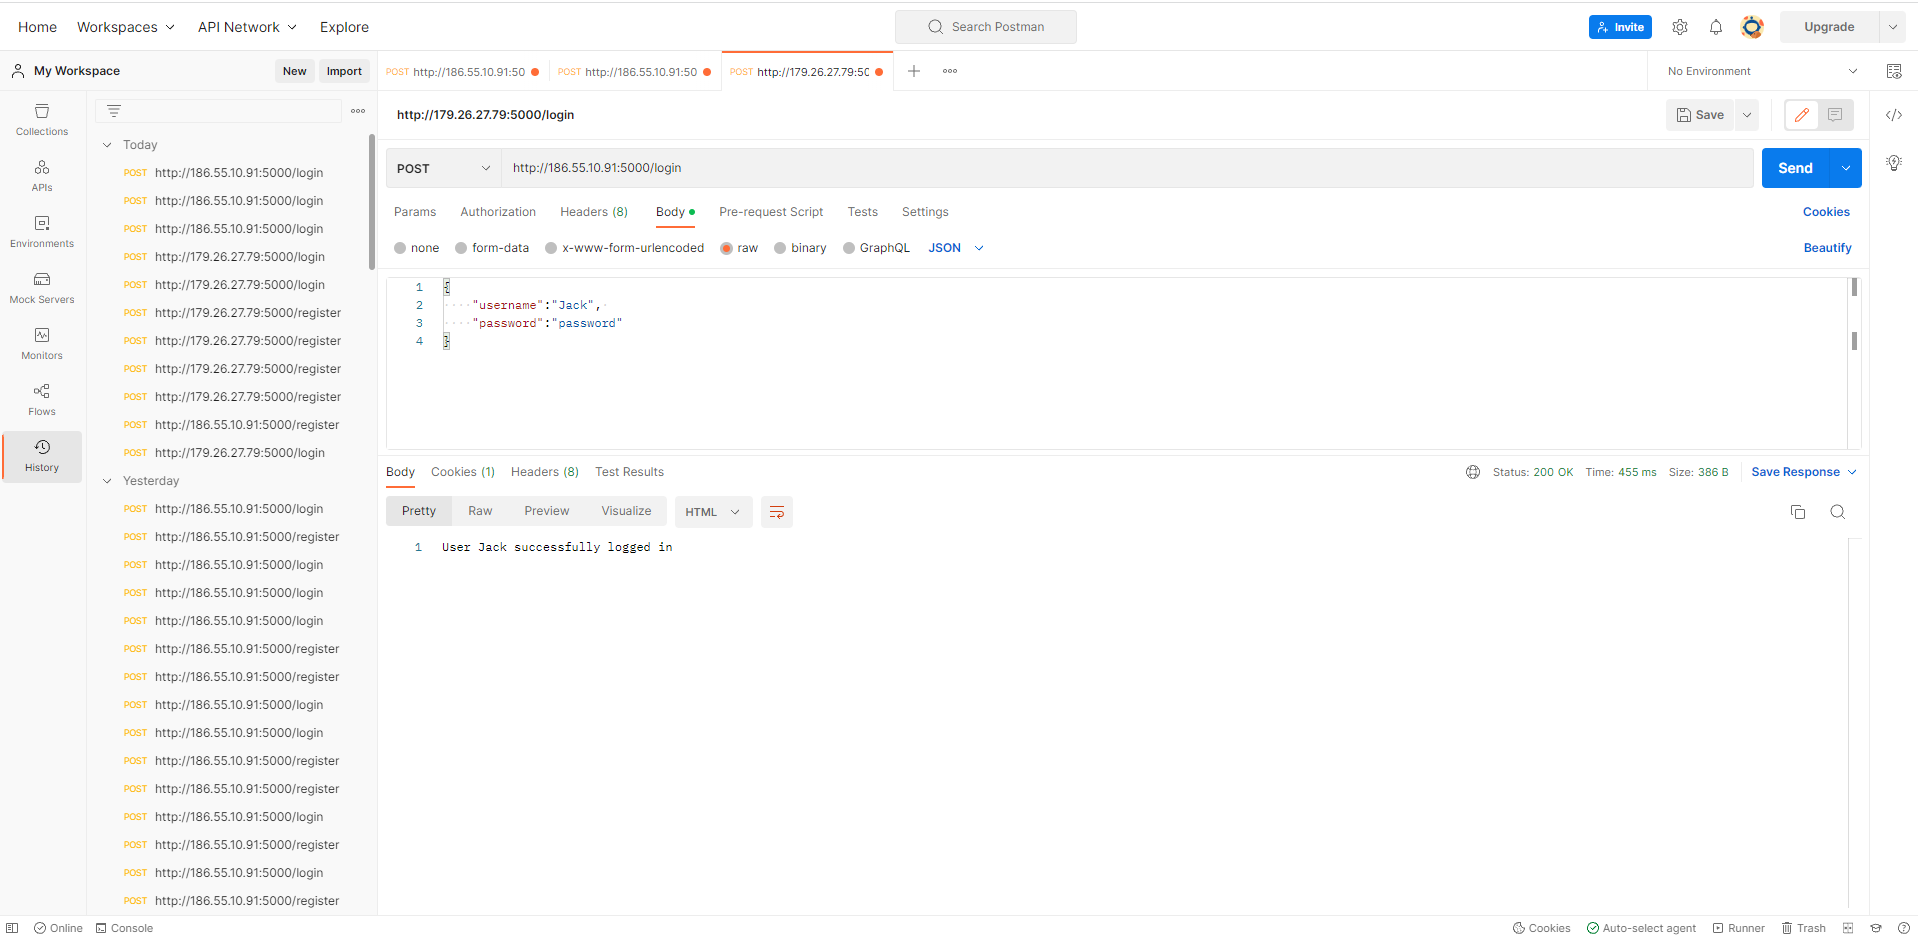 Home Workspaces API Network Explore Search Postman Invite Upgrade
My Workspace New Import POST http://186.55.10.91:50 POST http://186.55.10.91:50 POST http://179.26.27.79:50 No Environment
Collections
APIs
Environments
Mock Servers
Monitors
Flows
History
Today
POST http://186.55.10.91:5000/login
POST http://186.55.10.91:5000/login
POST http://186.55.10.91:5000/login
POST http://179.26.27.79:5000/login
POST http://179.26.27.79:5000/login
POST http://179.26.27.79:5000/register
POST http://179.26.27.79:5000/register
POST http://179.26.27.79:5000/register
POST http://179.26.27.79:5000/register
POST http://186.55.10.91:5000/register
POST http://179.26.27.79:5000/login
Yesterday
POST http://186.55.10.91:5000/login
POST http://186.55.10.91:5000/register
POST http://186.55.10.91:5000/login
POST http://186.55.10.91:5000/login
POST http://186.55.10.91:5000/login
POST http://186.55.10.91:5000/register
POST http://186.55.10.91:5000/register
POST http://186.55.10.91:5000/login
POST http://186.55.10.91:5000/login
POST http://186.55.10.91:5000/register
POST http://186.55.10.91:5000/register
POST http://186.55.10.91:5000/login
POST http://186.55.10.91:5000/register
POST http://186.55.10.91:5000/login
POST http://186.55.10.91:5000/register
http://179.26.27.79:5000/login Save
POST http://186.55.10.91:5000/login Send
Params Authorization Headers (8) Body Pre-request Script Tests Settings Cookies
none form-data x-www-form-urlencoded raw binary GraphQL JSON Beautify
1 {
2 "username":"Jack",
3 "password":"password"
4 }
Body Cookies (1) Headers (8) Test Results Status: 200 OK Time: 455 ms Size: 386 B Save Response
Pretty Raw Preview Visualize HTML
1 User Jack successfully logged in
Online Console Cookies Auto-select agent Runner Trash